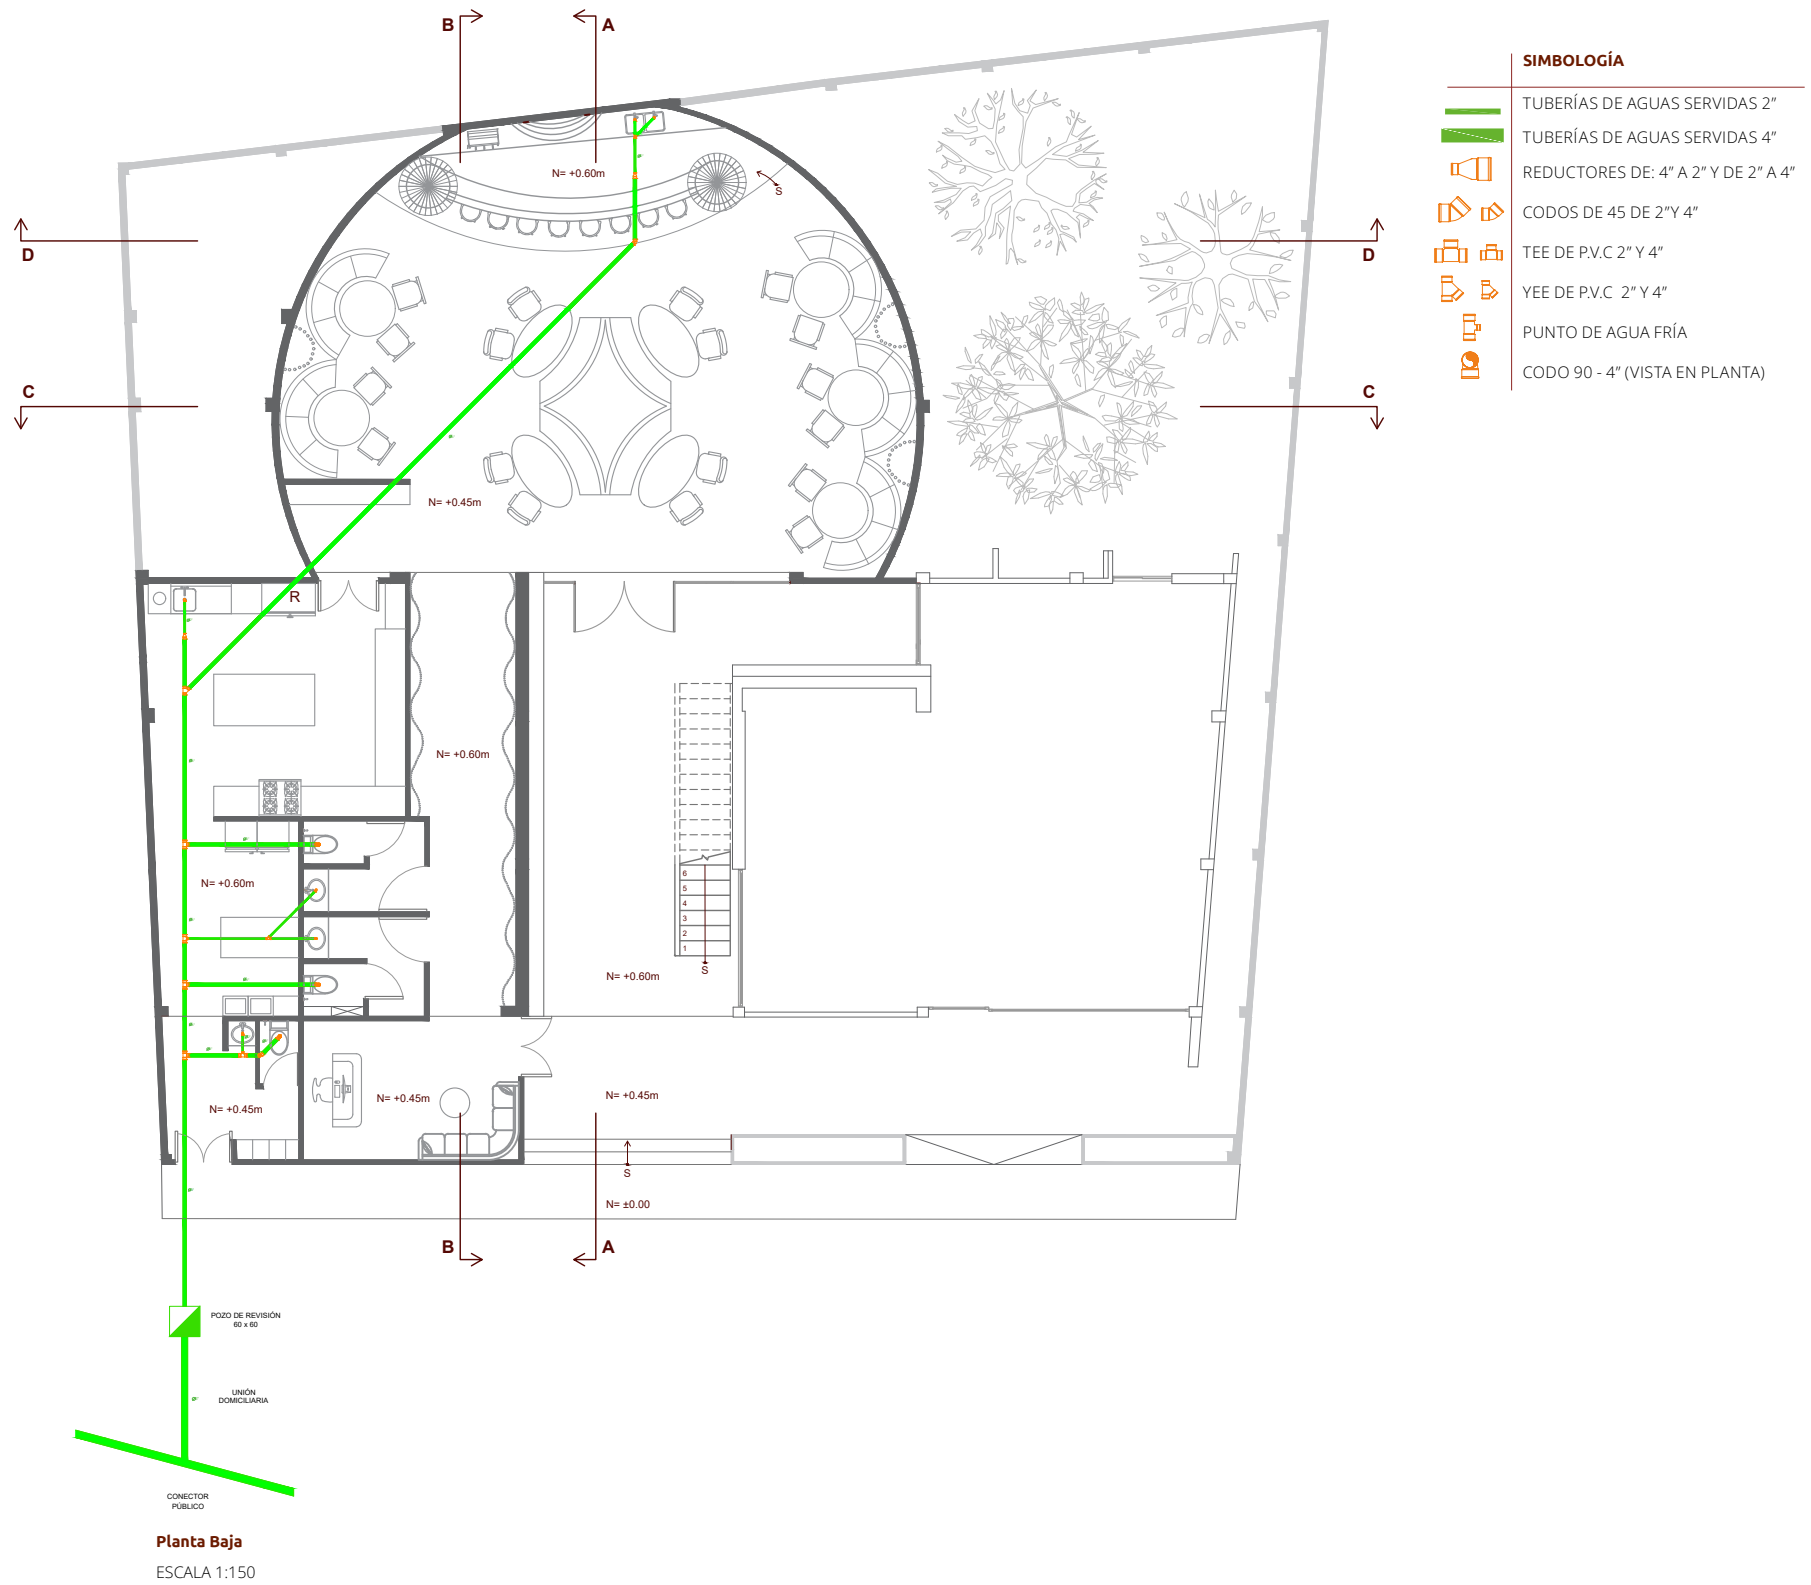 B
A
SIMBOLOGÍA
TUBERÍAS DE AGUAS SERVIDAS 2”
TUBERÍAS DE AGUAS SERVIDAS 4”
REDUCTORES DE: 4” A 2” Y DE 2” A 4”
CODOS DE 45 DE 2”Y 4”
TEE DE P.V.C 2” Y 4”
YEE DE P.V.C 2” Y 4”
PUNTO DE AGUA FRÍA
CODO 90 - 4” (VISTA EN PLANTA)
N= +0.60m
S
D
D
C
C
N= +0.45m
R
N= +0.60m
N= +0.60m
6
5
4
3
2
1
S
N= +0.60m
N= +0.45m
N= +0.45m
N= +0.45m
S
N= ±0.00
B
A
POZO DE REVISIÓN
60 x 60
UNIÓN
DOMICILIARIA
CONECTOR
PÚBLICO
Planta Baja
ESCALA 1:150